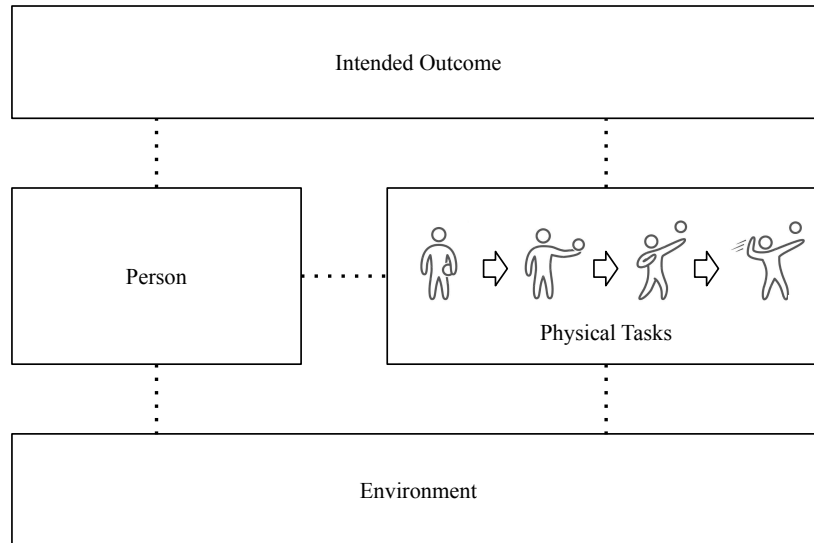 Intended Outcome
Person
Physical Tasks
Environment